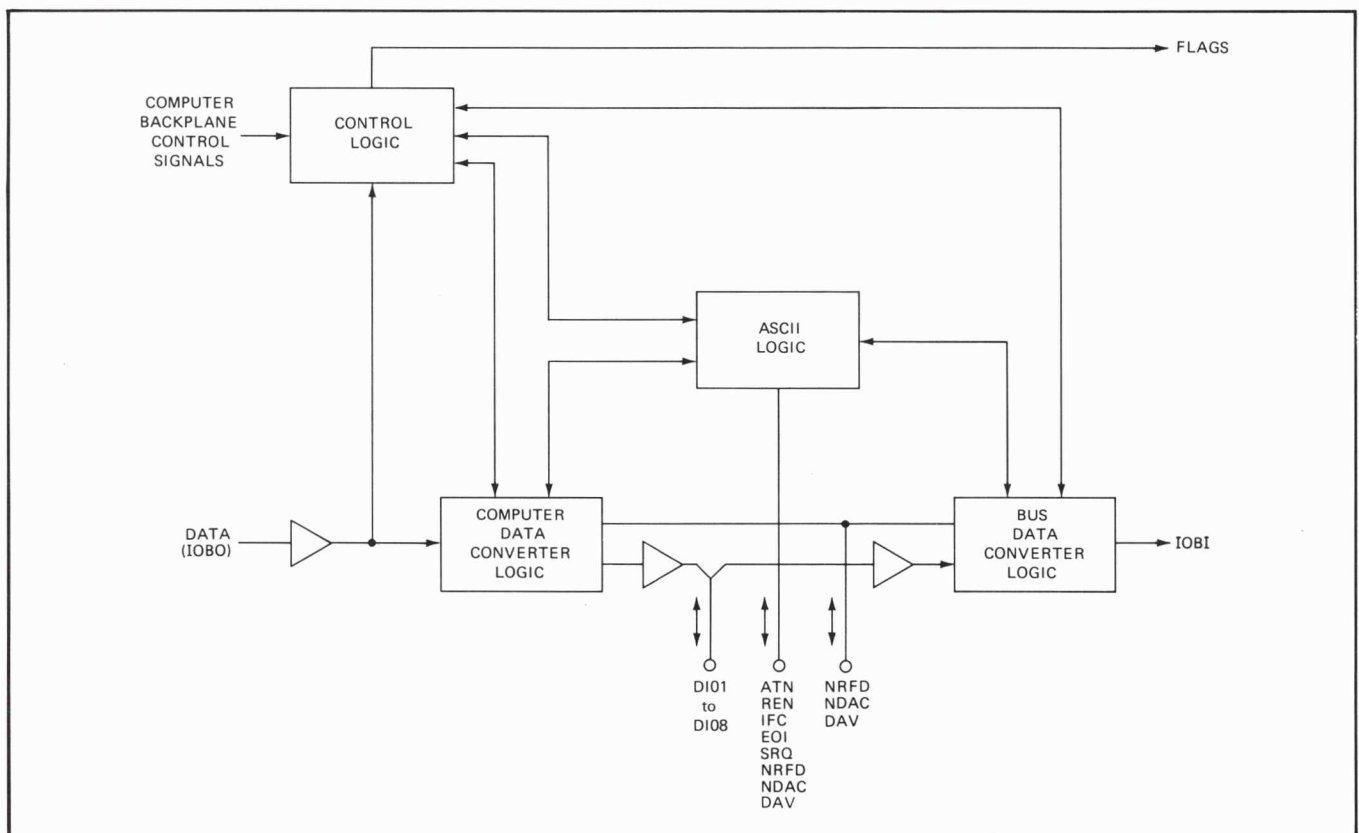 FLAGS
COMPUTER
BACKPLANE
CONTROL
SIGNALS
CONTROL
LOGIC
ASCII
LOGIC
DATA
(IOBO)
COMPUTER
DATA
CONVERTER
LOGIC
BUS
DATA
CONVERTER
LOGIC
IOBI
DI01
to
DI08
ATN
REN
IFC
EOI
SRQ
NRFD
NDAC
DAV
NRFD
NDAC
DAV